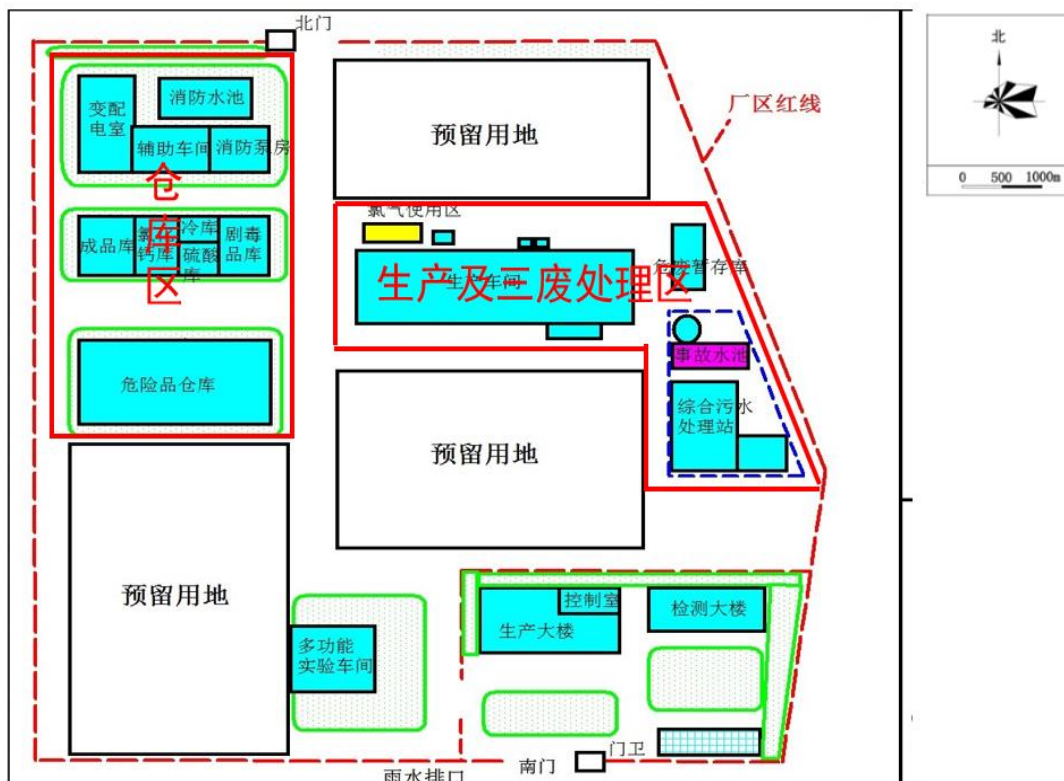 北门
北
厂区红线
0 500 1000m
变配
电室
消防水池
辅助车间
消防泵房
预留用地
仓
库
区
成品库
冷库
硫酸
库
剧毒
品库
氯气使用区
生产车间
生产及三废处理区
危废暂存库
事故水池
综合污水
处理站
危险品仓库
预留用地
预留用地
多功能
实验车间
控制室
生产大楼
检测大楼
门卫
南门
雨水排口